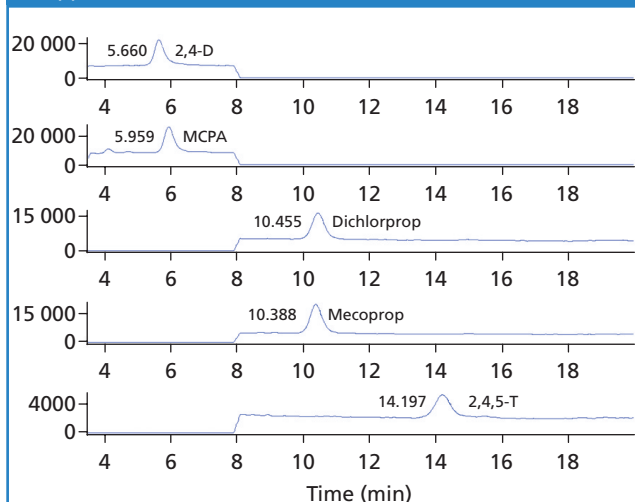 20 000
5.660 2,4-D
0
4 6 8 10 12 14 16 18
20 000
5.959 MCPA
0
4 6 8 10 12 14 16 18
15 000
10.455 Dichlorprop
0
4 6 8 10 12 14 16 18
15 000
10.388 Mecoprop
0
4 6 8 10 12 14 16 18
4000
14.197 2,4,5-T
0
4 6 8 10 12 14 16 18
Time (min)